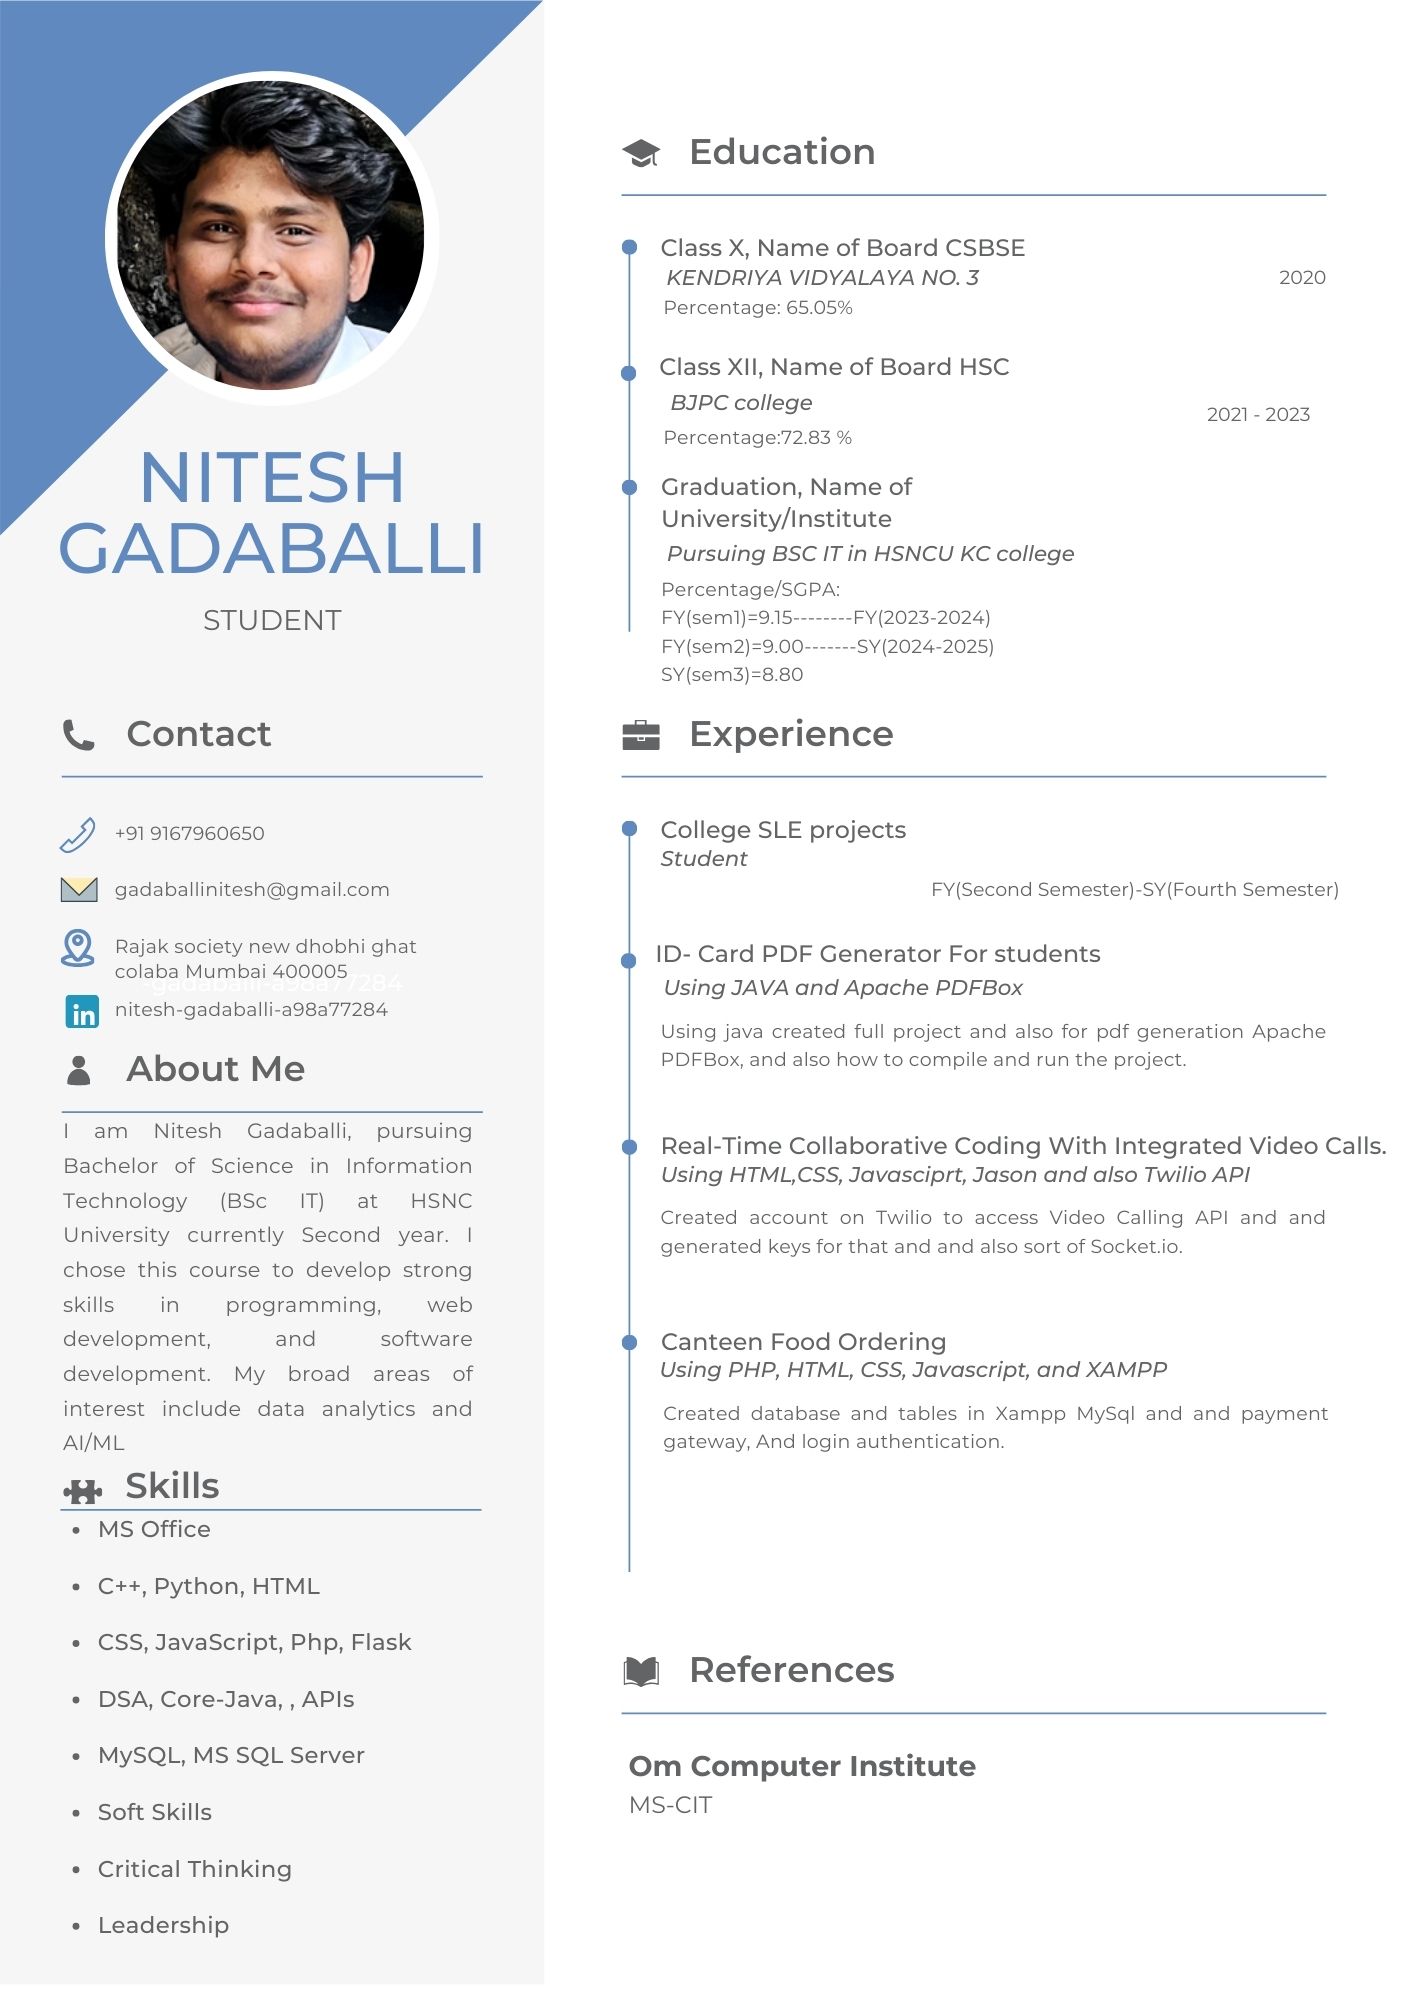 NITESH
GADABALLI
STUDENT
Contact
+91 9167960650
gadaballinitesh@gmail.com
Rajak society new dhobhi ghat
colaba Mumbai 400005
-gadaballi-a98a77284
nitesh-gadaballi-a98a77284
About Me
I am Nitesh Gadaballi, pursuing
Bachelor of Science in Information
Technology (BSc IT) at HSNC
University currently Second year. I
chose this course to develop strong
skills in programming, web
development, and software
development. My broad areas of
interest include data analytics and
AI/ML
Skills
• MS Office
• C++, Python, HTML
• CSS, JavaScript, Php, Flask
• DSA, Core-Java, , APIs
• MySQL, MS SQL Server
• Soft Skills
• Critical Thinking
• Leadership
Education
Class X, Name of Board CSBSE
KENDRIYA VIDYALAYA NO. 3 2020
Percentage: 65.05%
Class XII, Name of Board HSC
BJPC college
2021 - 2023
Percentage:72.83 %
Graduation, Name of
University/Institute
Pursuing BSC IT in HSNCU KC college
Percentage/SGPA:
FY(sem1)=9.15--------FY(2023-2024)
FY(sem2)=9.00-------SY(2024-2025)
SY(sem3)=8.80
Experience
College SLE projects
Student
FY(Second Semester)-SY(Fourth Semester)
ID- Card PDF Generator For students
Using JAVA and Apache PDFBox
Using java created full project and also for pdf generation Apache
PDFBox, and also how to compile and run the project.
Real-Time Collaborative Coding With Integrated Video Calls.
Using HTML,CSS, Javasciprt, Jason and also Twilio API
Created account on Twilio to access Video Calling API and and
generated keys for that and and also sort of Socket.io.
Canteen Food Ordering
Using PHP, HTML, CSS, Javascript, and XAMPP
Created database and tables in Xampp MySql and and payment
gateway, And login authentication.
References
Om Computer Institute
MS-CIT